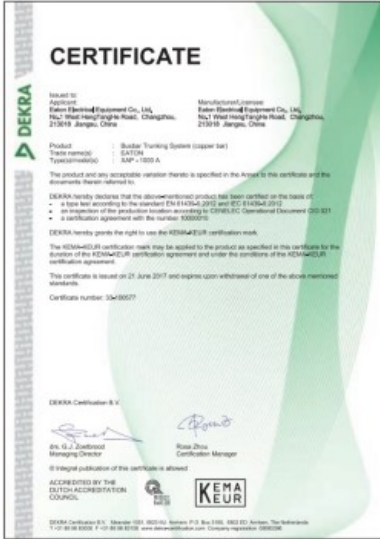 DEKRA
CERTIFICATE
Issued to:
Applicant:
Eaton Electrical Equipment Co., Ltd,
No.1 West HengTangHe Road, Changzhou,
213018 Jiangsu, China
Manufacturer/Licensee:
Eaton Electrical Equipment Co., Ltd,
No.1 West HengTangHe Road, Changzhou,
213018 Jiangsu, China
Product : Busbar Trunking System (copper bar)
Trade name(s) : EATON
Type(s)/model(s) : XAP -1000 A
The product and any acceptable variation thereto is specified in the Annex to this certificate and the
documents therein referred to.
DEKRA hereby declares that the above-mentioned product has been certified on the basis of:
- a type test according to the standard EN 61439-6:2012 and IEC 61439-6:2012
- an inspection of the production location according to CENELEC Operational Document CIG 021
- a certification agreement with the number
DEKRA hereby grants the right to use the KEMA-KEUR certification mark.
The KEMA-KEUR certification mark may be applied to the product as specified in this certificate for the
duration of the KEMA-KEUR certification agreement and under the conditions of the KEMA-KEUR
certification agreement.
This certificate is issued on 21 June 2017 and expires upon withdrawal of one of the above mentioned
standards.
Certificate number: 33-100577
DEKRA Certification B.V.
drs. G.J. Zoetbrood
Managing Director
Rose Zhou
Certification Manager
© Integral publication of this certificate is allowed
ACCREDITED BY THE
DUTCH ACCREDITATION
COUNCIL
KEMA
KEUR